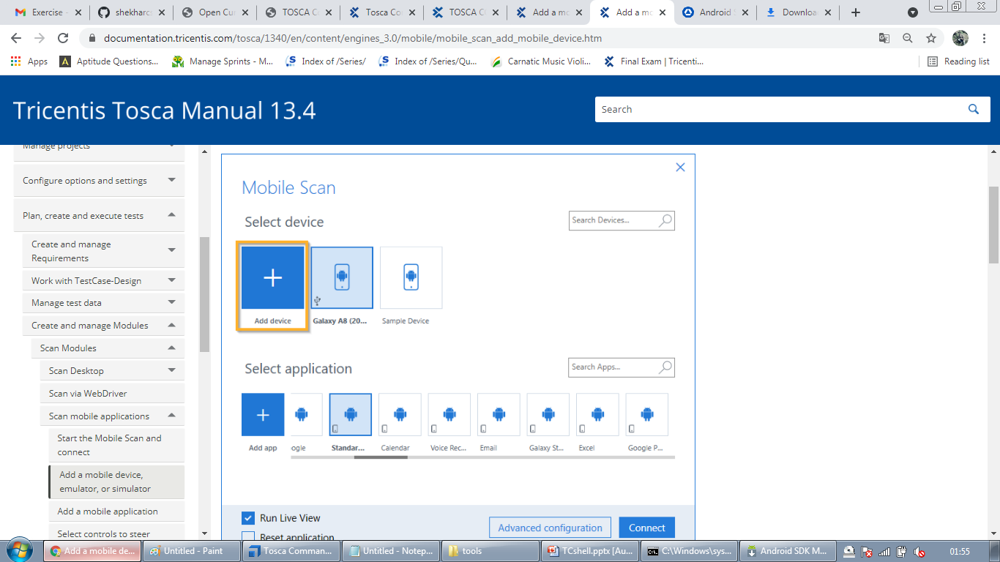 Exercise -
shekharc
Open Cu
TOSCA C
Tosca Co
TOSCA C
Add a mo
Add a mo
Android
Downloa
documentation.tricentis.com/tosca/1340/en/content/engines_3.0/mobile/mobile_scan_add_mobile_device.htm
Apps
Aptitude Questions...
Manage Sprints - M...
Index of /Series/
Index of /Series/Qu...
Carnatic Music Violi...
Final Exam | Tricenti...
Reading list
Tricentis Tosca Manual 13.4
Search
Manage projects
Configure options and settings
Plan, create and execute tests
Create and manage
Requirements
Work with TestCase-Design
Manage test data
Create and manage Modules
Scan Modules
Scan Desktop
Scan via WebDriver
Scan mobile applications
Start the Mobile Scan and
connect
Add a mobile device,
emulator, or simulator
Add a mobile application
Select controls to steer
Mobile Scan
Select device
Search Devices...
Add device
Galaxy A8 (20...
Sample Device
Select application
Search Apps...
Add app
ogle
Standar...
Calendar
Voice Rec...
Email
Galaxy St...
Excel
Google P...
Run Live View
Reset application
Advanced configuration
Connect
Add a mobile de...
Untitled - Paint
Tosca Comman...
Untitled - Notep...
tools
TCshell.pptx [Au...
C:\Windows\sys...
Android SDK M...
01:55